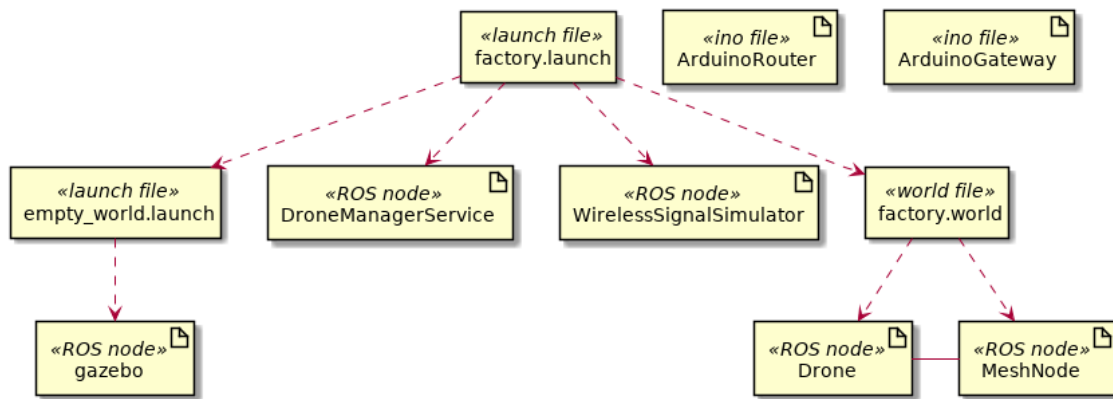 «launch file»
factory.launch
«ino file»
ArduinoRouter
«ino file»
ArduinoGateway
«launch file»
empty_world.launch
«ROS node»
DroneManagerService
«ROS node»
WirelessSignalSimulator
«world file»
factory.world
«ROS node»
gazebo
«ROS node»
Drone
«ROS node»
MeshNode